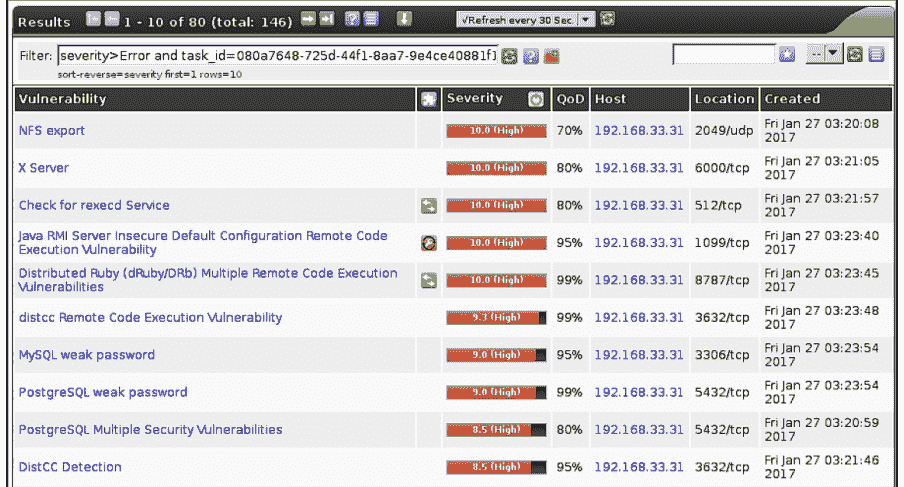 Results 1 - 10 of 80 (total: 146) √Refresh every 30 Sec.
Filter: severity>Error and task_id=080a7648-725d-44f1-8aa7-9e4ce40881f1 --
sort-reverse=severity first=1 rows=10
Vulnerability Severity QoD Host Location Created
NFS export 10.0 (High) 70% 192.168.33.31 2049/udp Fri Jan 27 03:20:08
2017
X Server 10.0 (High) 80% 192.168.33.31 6000/tcp Fri Jan 27 03:21:05
2017
Check for rexecd Service 10.0 (High) 80% 192.168.33.31 512/tcp Fri Jan 27 03:21:57
2017
Java RMI Server Insecure Default Configuration Remote Code
Execution Vulnerability 10.0 (High) 95% 192.168.33.31 1099/tcp Fri Jan 27 03:23:40
2017
Distributed Ruby (dRuby/DRb) Multiple Remote Code Execution
Vulnerabilities 10.0 (High) 99% 192.168.33.31 8787/tcp Fri Jan 27 03:23:45
2017
distcc Remote Code Execution Vulnerability 9.3 (High) 99% 192.168.33.31 3632/tcp Fri Jan 27 03:23:48
2017
MySQL weak password 9.0 (High) 95% 192.168.33.31 3306/tcp Fri Jan 27 03:23:54
2017
PostgreSQL weak password 9.0 (High) 99% 192.168.33.31 5432/tcp Fri Jan 27 03:23:54
2017
PostgreSQL Multiple Security Vulnerabilities 8.5 (High) 80% 192.168.33.31 5432/tcp Fri Jan 27 03:20:59
2017
DistCC Detection 8.5 (High) 95% 192.168.33.31 3632/tcp Fri Jan 27 03:21:46
2017